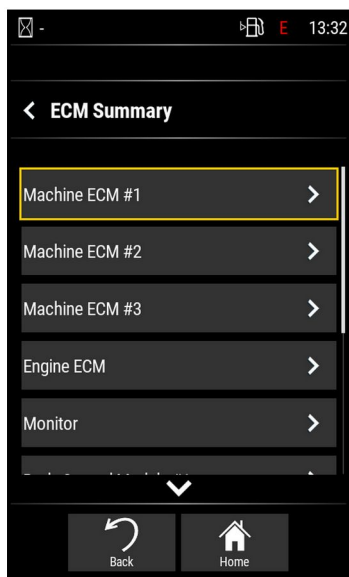 - E 13:32
ECM Summary
Machine ECM #1
Machine ECM #2
Machine ECM #3
Engine ECM
Monitor
Back
Home